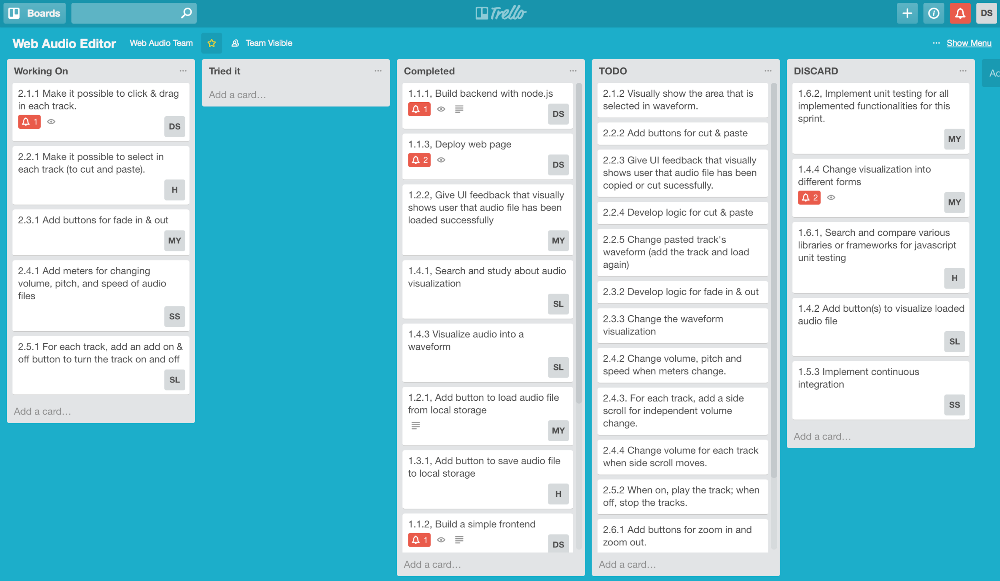 Boards
Trello
DS
Web Audio Editor
Web Audio Team
Team Visible
Show Menu
Working On
2.1.1 Make it possible to click & drag
in each track.
1
DS
2.2.1 Make it possible to select in
each track (to cut and paste).
H
2.3.1 Add buttons for fade in & out
MY
2.4.1 Add meters for changing
volume, pitch, and speed of audio
files
SS
2.5.1 For each track, add an add on &
off button to turn the track on and off
SL
Add a card…
Tried it
Add a card…
Completed
1.1.1, Build backend with node.js
1
DS
1.1.3, Deploy web page
2
DS
1.2.2, Give UI feedback that visually
shows user that audio file has been
loaded successfully
MY
1.4.1, Search and study about audio
visualization
SL
1.4.3 Visualize audio into a
waveform
SL
1.2.1, Add button to load audio file
from local storage
MY
1.3.1, Add button to save audio file
to local storage
H
1.1.2, Build a simple frontend
1
DS
Add a card…
TODO
2.1.2 Visually show the area that is
selected in waveform.
2.2.2 Add buttons for cut & paste
2.2.3 Give UI feedback that visually
shows user that audio file has been
copied or cut sucessfully.
2.2.4 Develop logic for cut & paste
2.2.5 Change pasted track's
waveform (add the track and load
again)
2.3.2 Develop logic for fade in & out
2.3.3 Change the waveform
visualization
2.4.2 Change volume, pitch and
speed when meters change.
2.4.3. For each track, add a side
scroll for independent volume
change.
2.4.4 Change volume for each track
when side scroll moves.
2.5.2 When on, play the track; when
off, stop the tracks.
2.6.1 Add buttons for zoom in and
zoom out.
Add a card…
DISCARD
1.6.2, Implement unit testing for all
implemented functionalities for this
sprint.
MY
1.4.4 Change visualization into
different forms
2
MY
1.6.1, Search and compare various
libraries or frameworks for javascript
unit testing
H
1.4.2 Add button(s) to visualize loaded
audio file
SL
1.5.3 Implement continuous
integration
SS
Add a card…